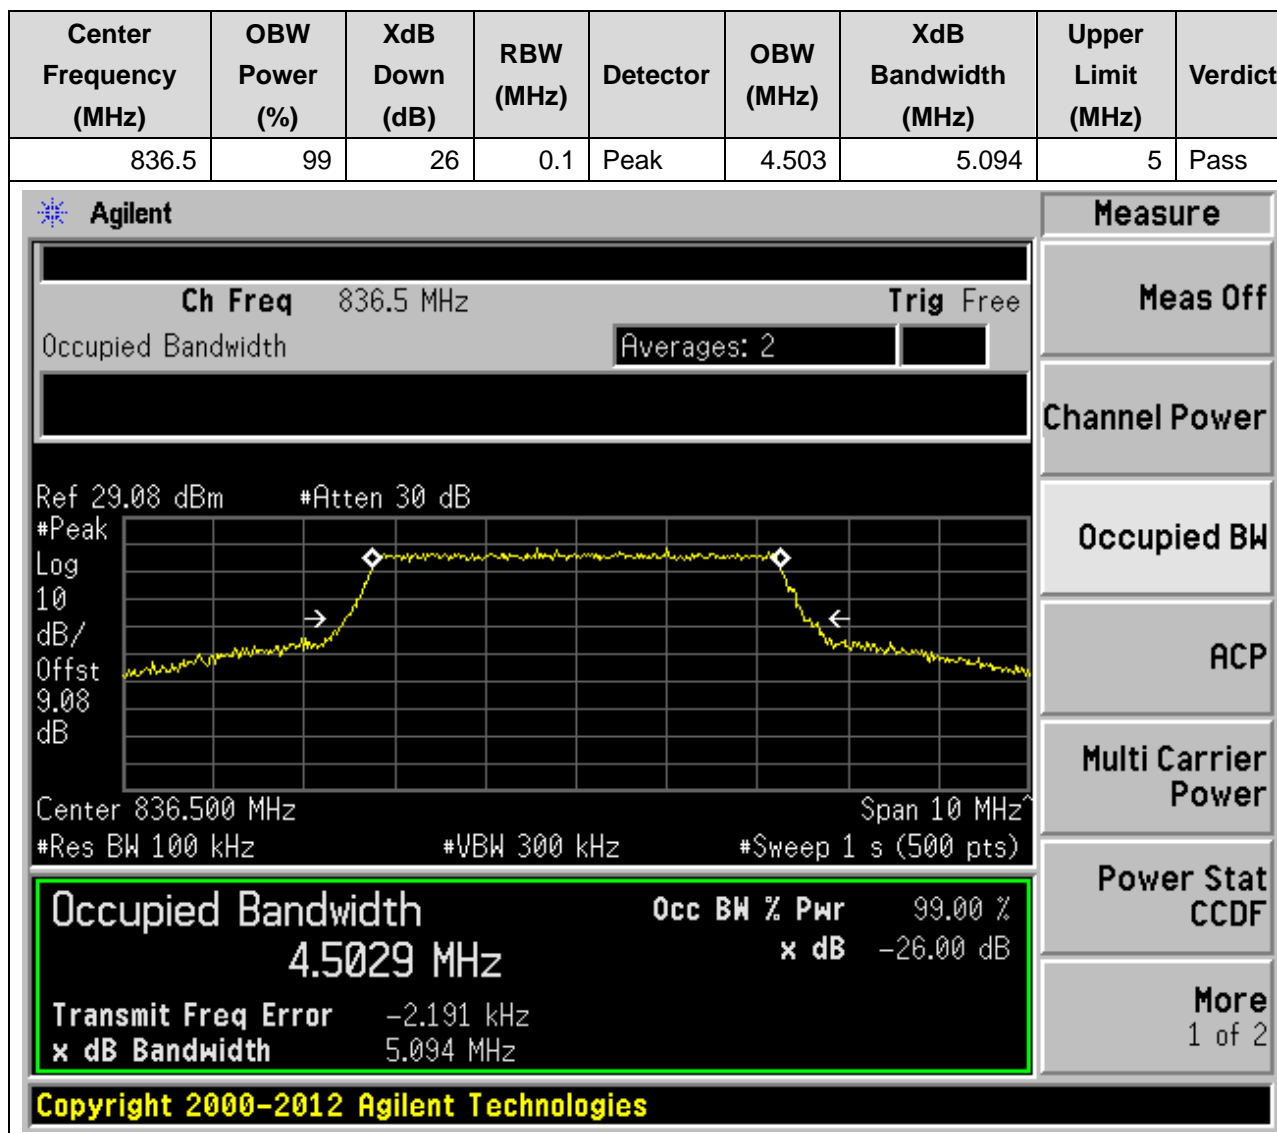 Center Frequency (MHz) OBW Power (%) XdB Down (dB) RBW (MHz) Detector OBW (MHz) XdB Bandwidth (MHz) Upper Limit (MHz) Verdict
836.5 99 26 0.1 Peak 4.503 5.094 5 Pass
Agilent
Measure
Ch Freq 836.5 MHz Trig Free
Meas Off
Occupied Bandwidth Averages: 2
Channel Power
Ref 29.08 dBm #Atten 30 dB
#Peak
Log
10
dB/
Offst
9.08
dB
Occupied BW
ACP
Multi Carrier
Power
Center 836.500 MHz Span 10 MHz^
#Res BW 100 kHz #VBW 300 kHz #Sweep 1 s (500 pts)
Power Stat
CCDF
Occupied Bandwidth Occ BW % Pwr 99.00 %
4.5029 MHz x dB -26.00 dB
Transmit Freq Error -2.191 kHz
x dB Bandwidth 5.094 MHz
More
1 of 2
Copyright 2000-2012 Agilent Technologies